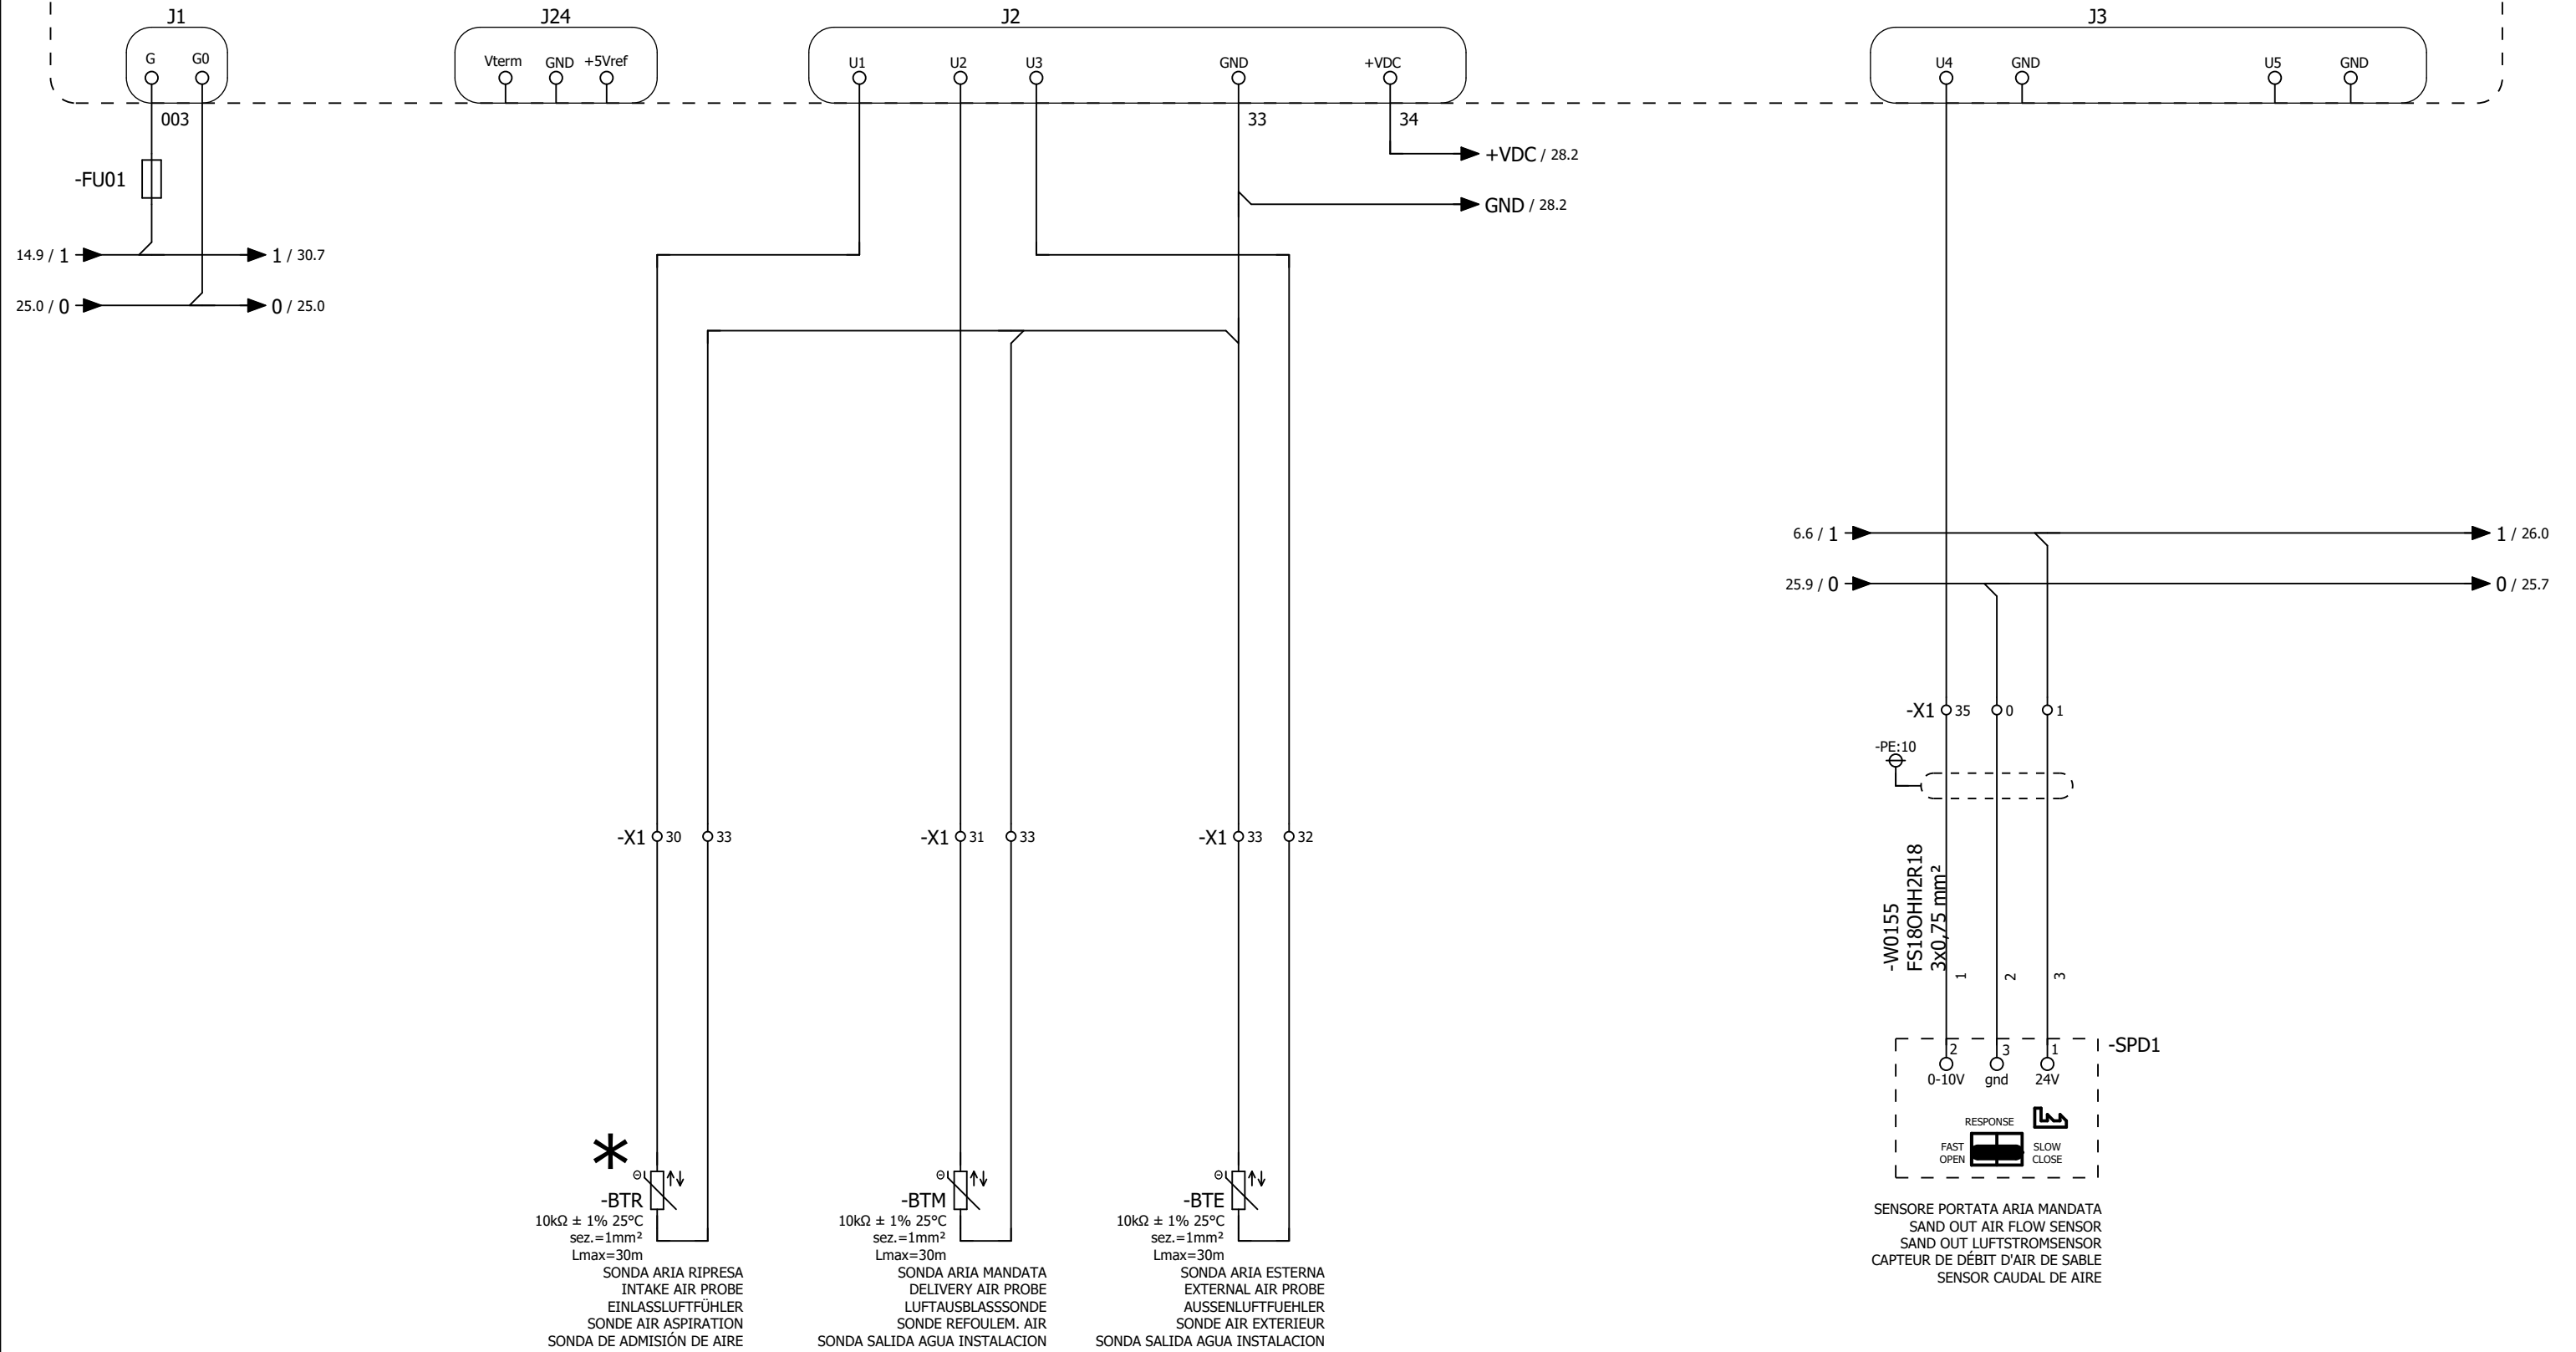 J1
J24
J2
J3
G G0
Vterm GND +5Vref
U1 U2 U3 GND +VDC
U4 GND U5 GND
003
33
34
-FU01
+VDC / 28.2
GND / 28.2
14.9 / 1
1 / 30.7
25.0 / 0
0 / 25.0
6.6 / 1
1 / 26.0
25.9 / 0
0 / 25.7
-X1 35 0 1
-PE:10
-X1 30 33
-X1 31 33
-X1 33 32
-W0155
FS18OHH2R18
3x0,75 mm²
1 2 3
-SPD1
2 3 1
0-10V gnd 24V
RESPONSE
FAST SLOW
OPEN CLOSE
SENSORE PORTATA ARIA MANDATA
SAND OUT AIR FLOW SENSOR
SAND OUT LUFTSTROMSENSOR
CAPTEUR DE DÉBIT D'AIR DE SABLE
SENSOR CAUDAL DE AIRE
*
Θ
-BTR
10kΩ ± 1% 25°C
sez.=1mm²
Lmax=30m
SONDA ARIA RIPRESA
INTAKE AIR PROBE
EINLASSLUFTFÜHLER
SONDE AIR ASPIRATION
SONDA DE ADMISIÓN DE AIRE
Θ
-BTM
10kΩ ± 1% 25°C
sez.=1mm²
Lmax=30m
SONDA ARIA MANDATA
DELIVERY AIR PROBE
LUFTAUSBLASSSONDE
SONDE REFOULEM. AIR
SONDA SALIDA AGUA INSTALACION
Θ
-BTE
10kΩ ± 1% 25°C
sez.=1mm²
Lmax=30m
SONDA ARIA ESTERNA
EXTERNAL AIR PROBE
AUSSENLUFTFUEHLER
SONDE AIR EXTERIEUR
SONDA SALIDA AGUA INSTALACION